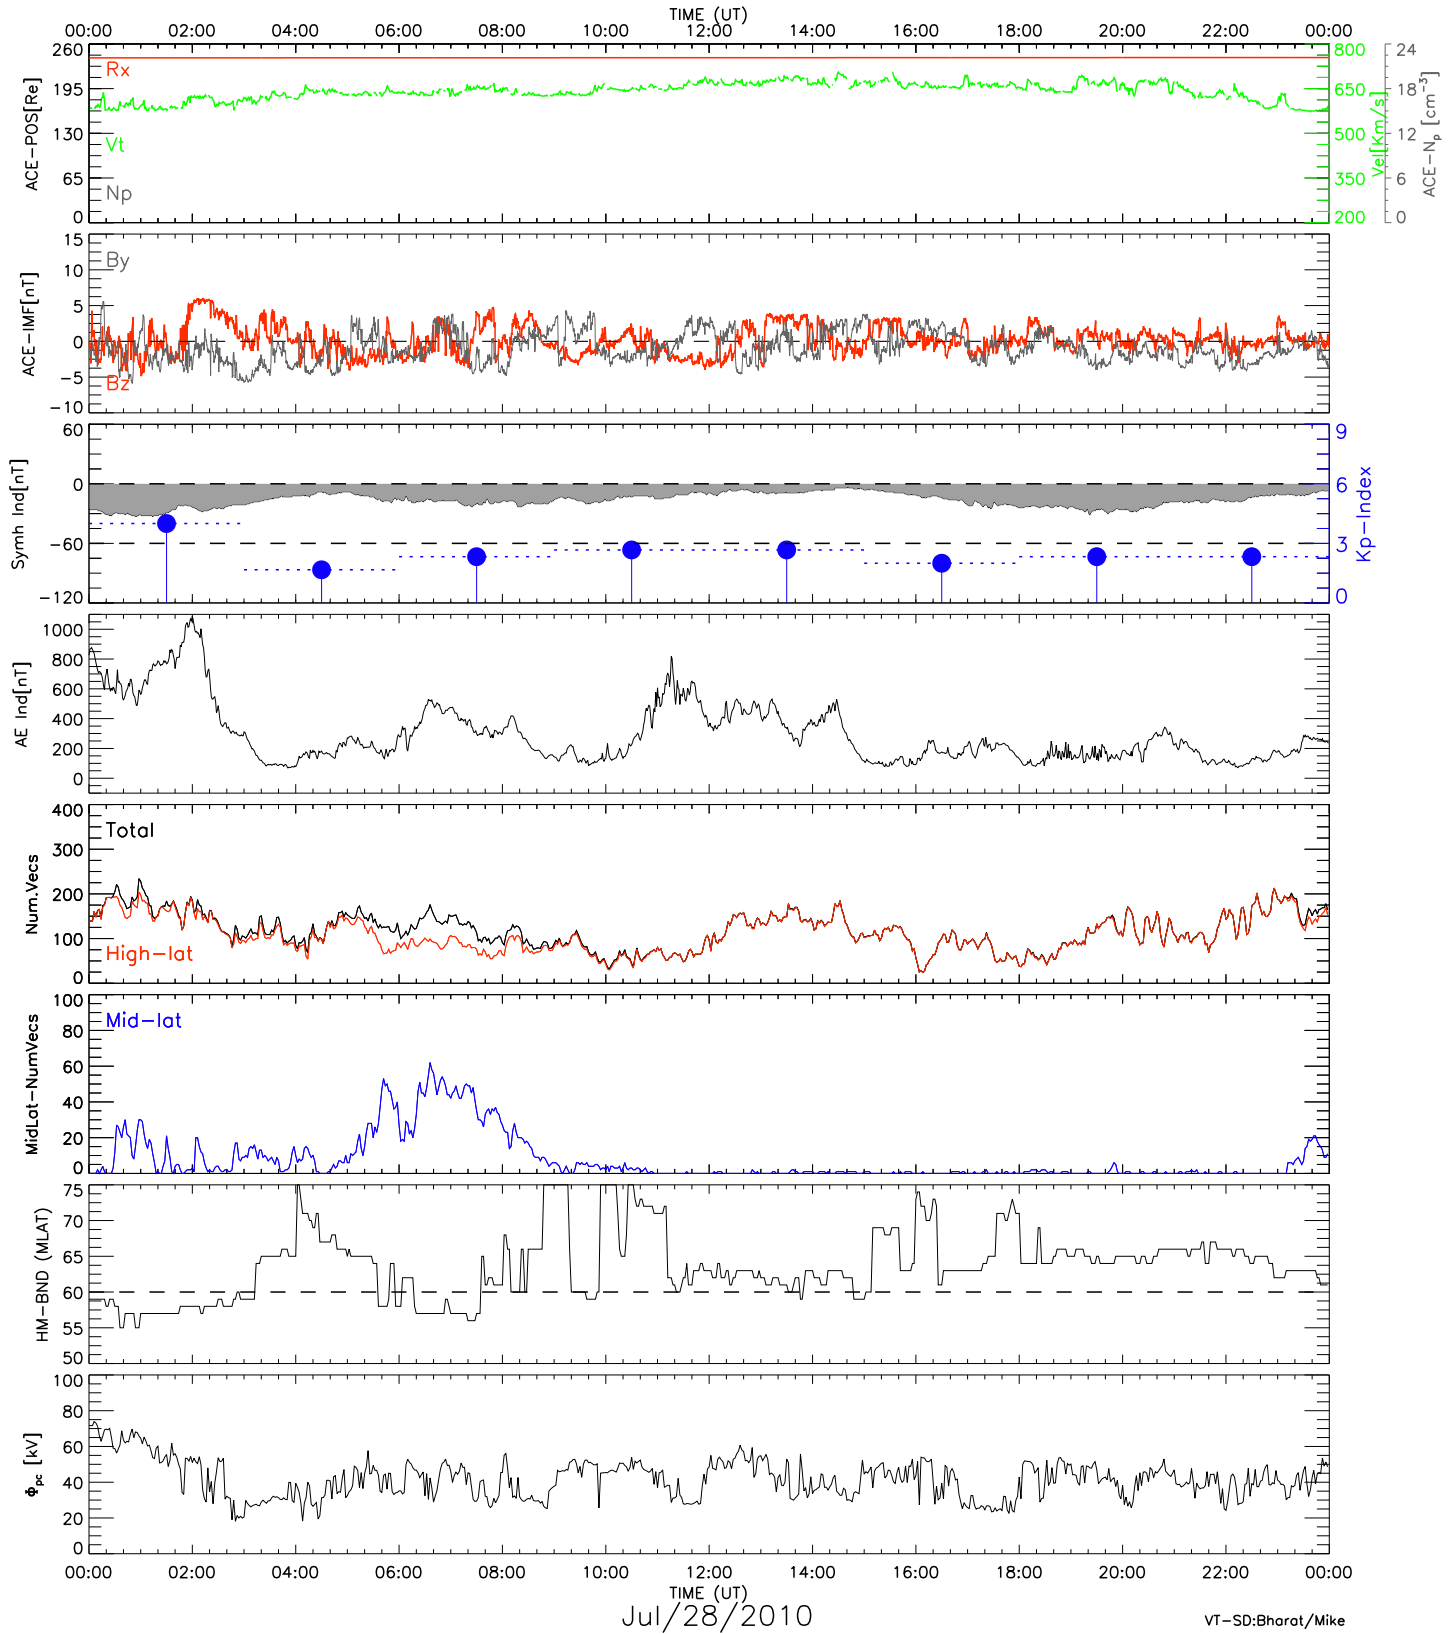 TIME (UT)
00:00 02:00 04:00 06:00 08:00 10:00 12:00 14:00 16:00 18:00 20:00 22:00 00:00
260
195
130
65
0
ACE-POS[Re]
Rx
Vt
Np
800
650
500
350
200
Vel[Km/s]
24
18
12
6
0
ACE-Np [cm-3]
15
10
5
0
-5
-10
ACE-IMF[nT]
By
Bz
60
0
-60
-120
Symh Ind[nT]
9
6
3
0
Kp-Index
1000
800
600
400
200
0
AE Ind[nT]
400
300
200
100
0
Num.Vecs
Total
High-lat
100
80
60
40
20
0
MidLat-NumVecs
Mid-lat
75
70
65
60
55
50
HM-BND (MLAT)
100
80
60
40
20
0
Φpc [kV]
00:00 02:00 04:00 06:00 08:00 10:00 12:00 14:00 16:00 18:00 20:00 22:00 00:00
TIME (UT)
Jul/28/2010
VT-SD:Bharat/Mike